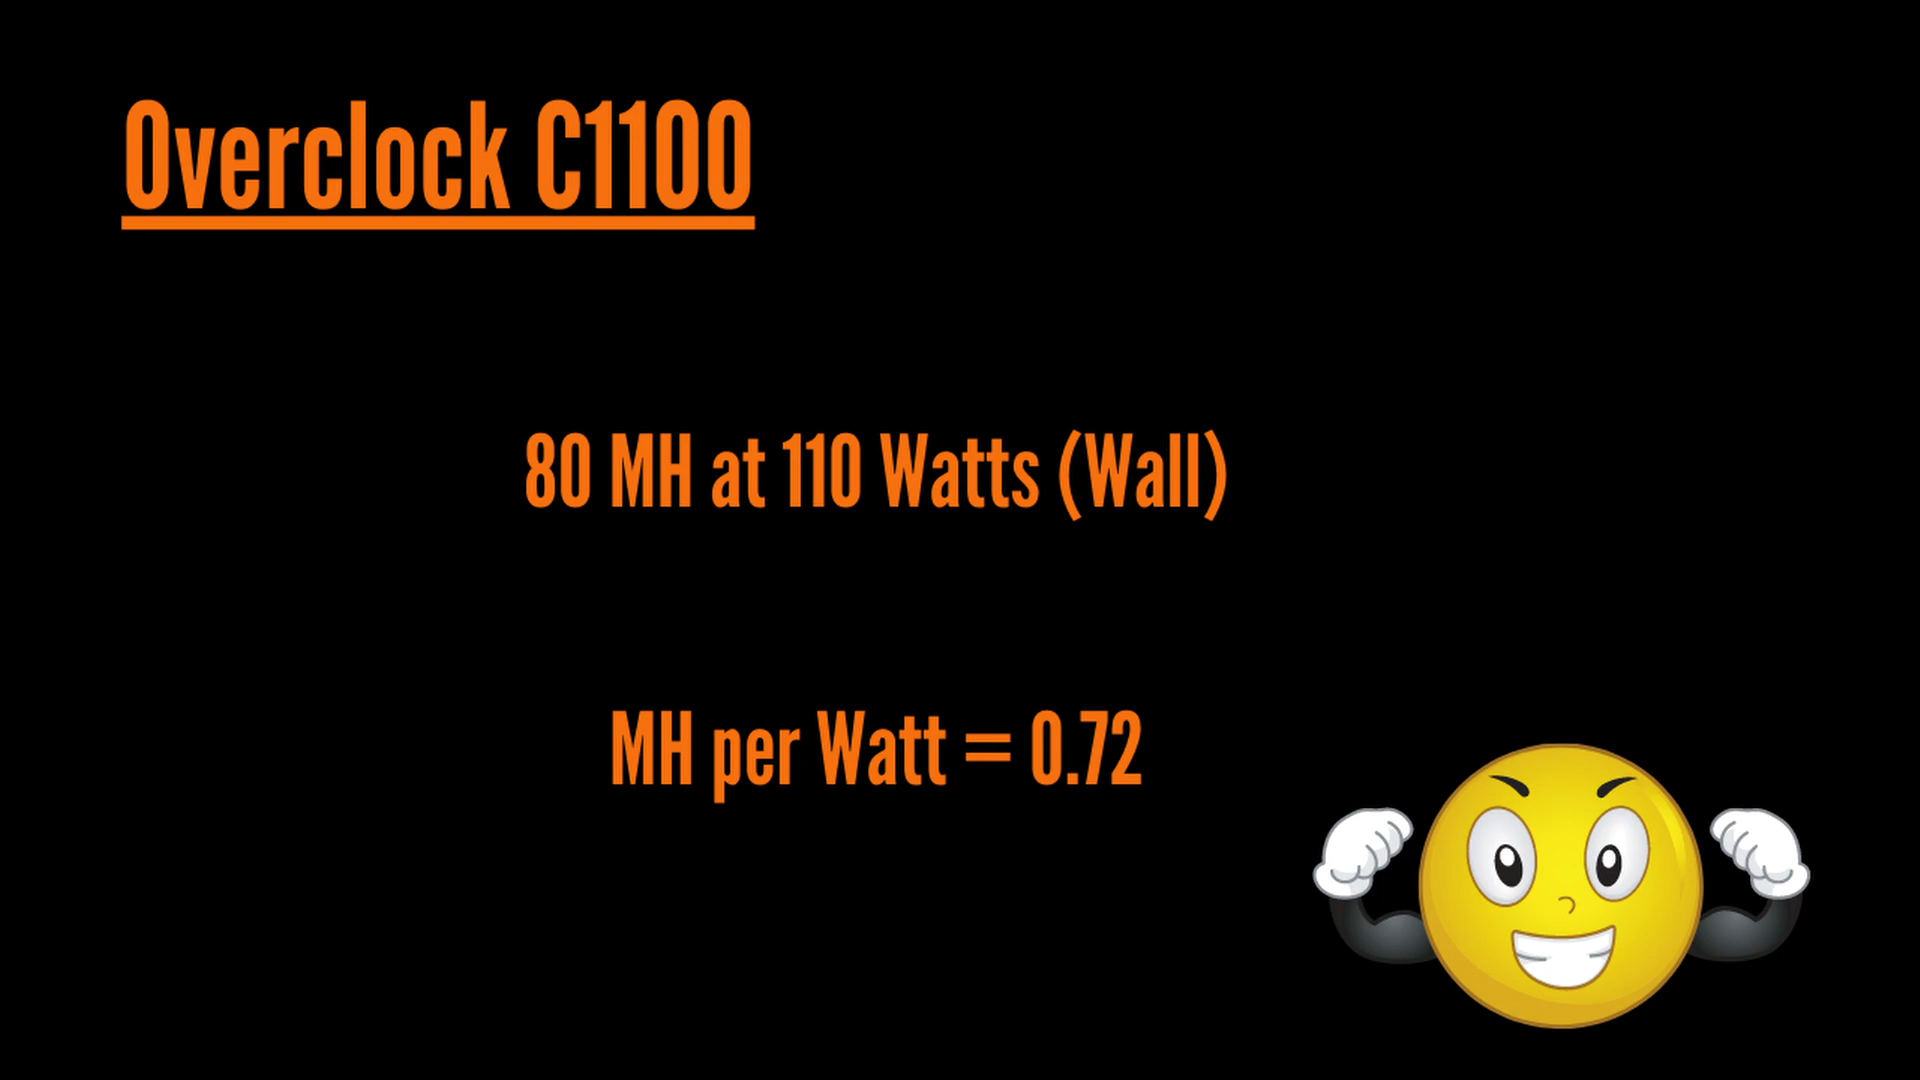 Overclock C1100
80 MH at 110 Watts (Wall)
MH per Watt = 0.72